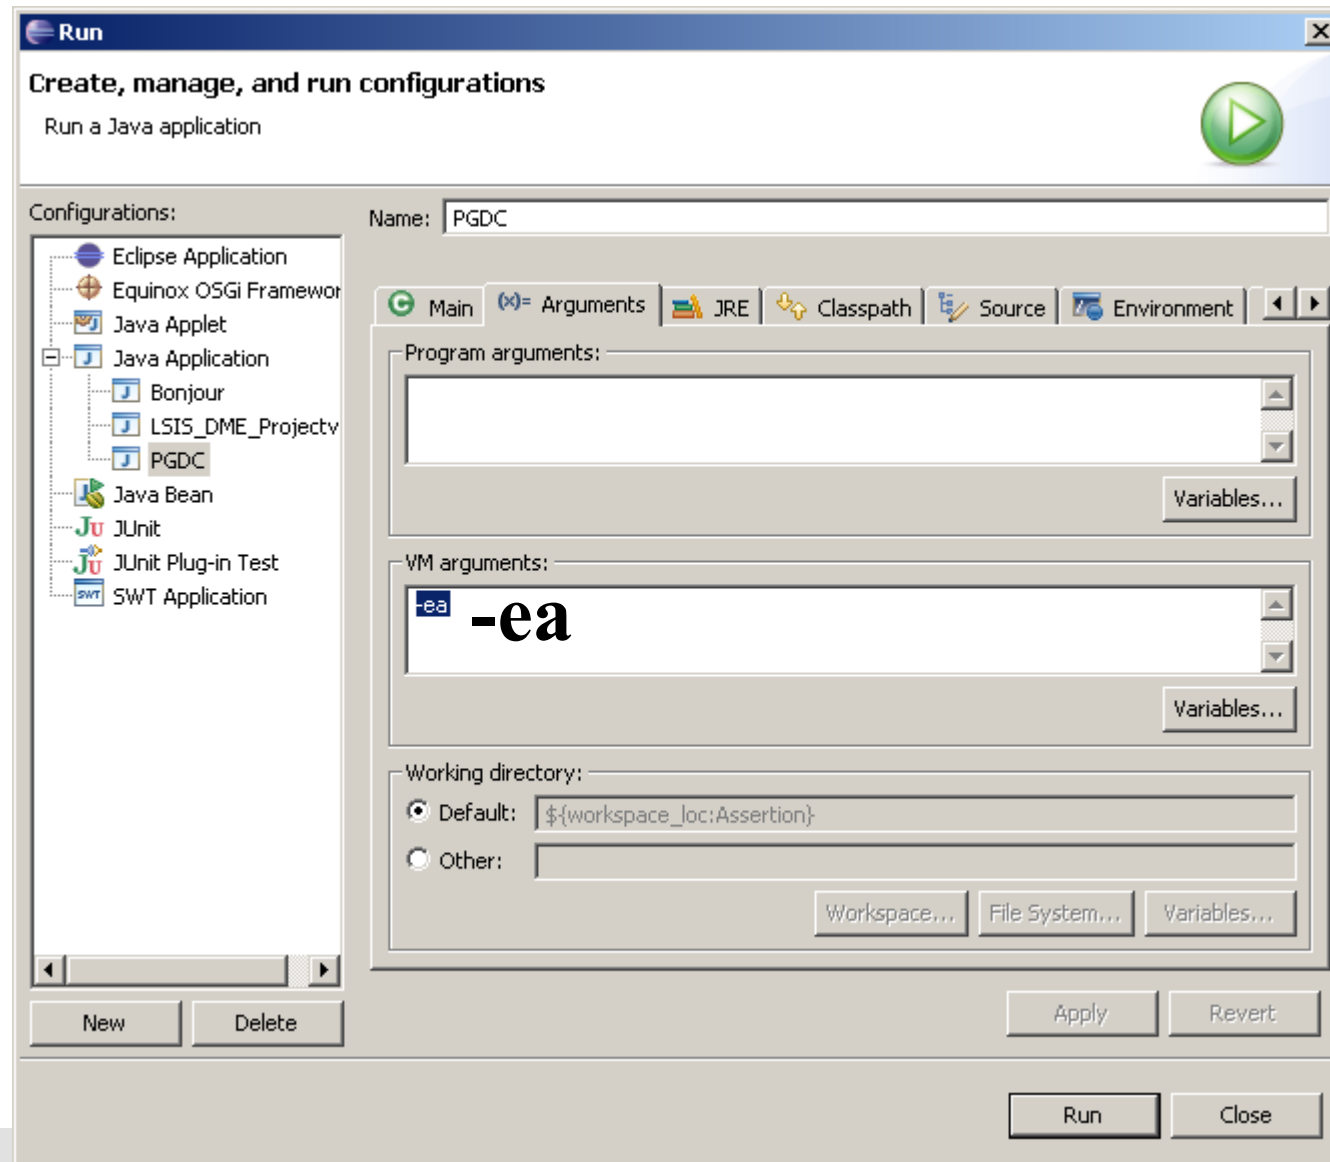 Run
Create, manage, and run configurations
Run a Java application
Configurations:
Eclipse Application
Equinox OSGi Framewor
Java Applet
Java Application
Bonjour
LSIS_DME_Projectv
PGDC
Java Bean
JUnit
JUnit Plug-in Test
SWT Application
New
Delete
Name: PGDC
Main
(x)= Arguments
JRE
Classpath
Source
Environment
Program arguments:
Variables...
VM arguments:
-ea -ea
Variables...
Working directory:
Default: ${workspace_loc:Assertion}
Other:
Workspace...
File System...
Variables...
Apply
Revert
Run
Close